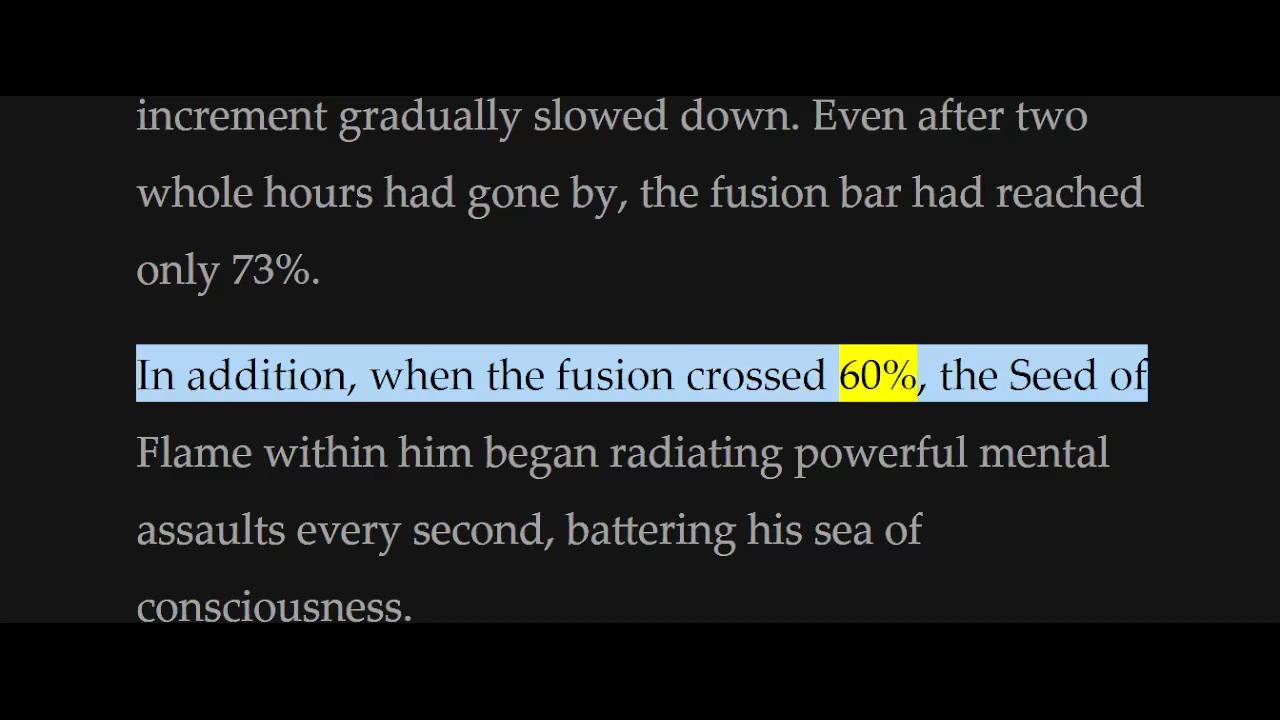 increment gradually slowed down. Even after two
whole hours had gone by, the fusion bar had reached
only 73%.
In addition, when the fusion crossed 60%, the Seed of
Flame within him began radiating powerful mental
assaults every second, battering his sea of
consciousness.